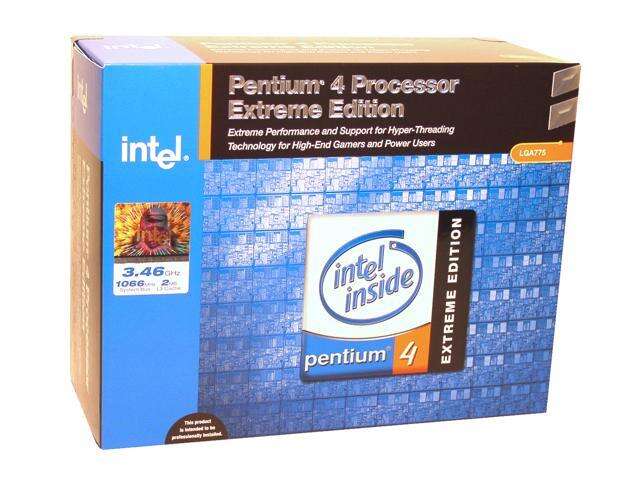 Pentium® 4 Processor
Extreme Edition
Extreme Performance and Support for Hyper-Threading
Technology for High-End Gamers and Power Users
LGA775
intel®
3.46GHz
1066MHz 2MB
System Bus L3 Cache
intel
inside™
pentium® 4
EXTREME EDITION
This product
is intended to be
professionally installed.